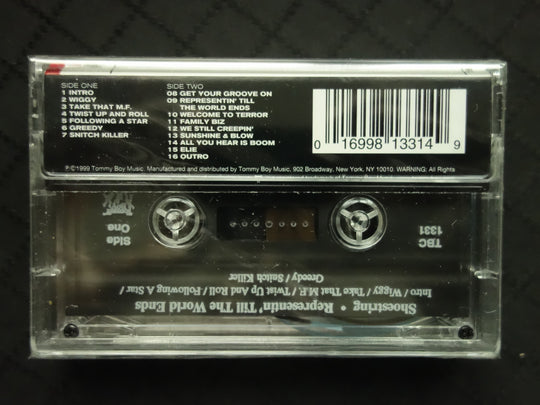 SIDE ONE
1 INTRO
2 WIGGY
3 TAKE THAT M.F.
4 TWIST UP AND ROLL
5 FOLLOWING A STAR
6 GREEDY
7 SNITCH KILLER
SIDE TWO
08 GET YOUR GROOVE ON
09 REPRESENTIN' TILL
THE WORLD ENDS
10 WELCOME TO TERROR
11 FAMILY BIZ
12 WE STILL CREEPIN'
13 SUNSHINE & BLOW
14 ALL YOU HEAR IS BOOM
15 ELIE
16 OUTRO
0 16998 13314 9
℗©1999 Tommy Boy Music. Manufactured and distributed by Tommy Boy Music, 902 Broadway, New York, NY 10010. WARNING: All Rights
Side
One
TBC
1331
Shoestring • Representin' Till The World Ends
Intro / Wiggy / Take That M.F. / Twist Up And Roll / Following A Star /
Greedy / Snitch Killer